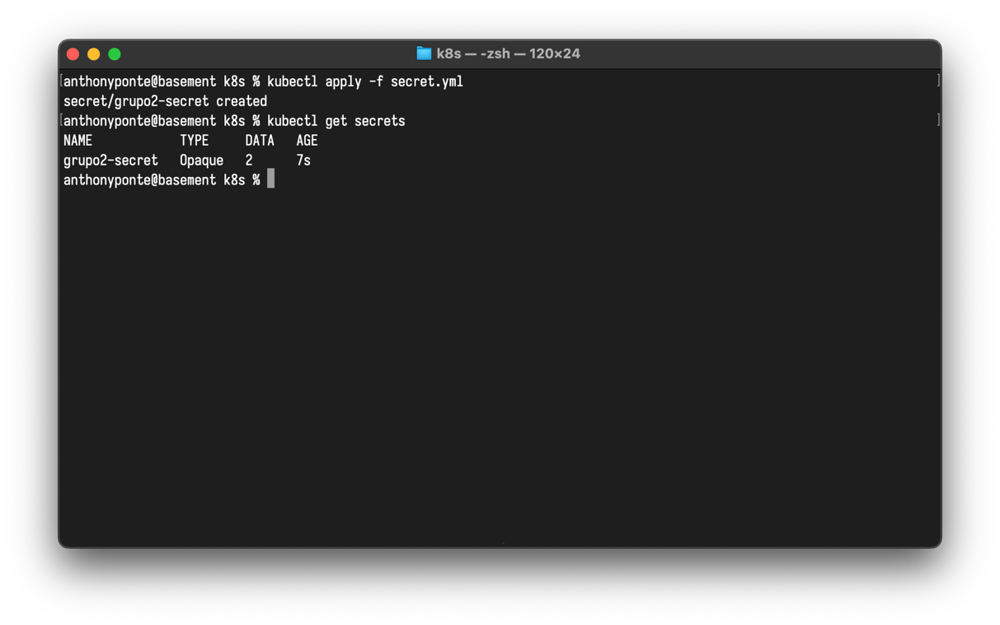 k8s — -zsh — 120×24
[anthonyponte@basement k8s % kubectl apply -f secret.yml ]
secret/grupo2-secret created
[anthonyponte@basement k8s % kubectl get secrets ]
NAME TYPE DATA AGE
grupo2-secret Opaque 2 7s
anthonyponte@basement k8s %